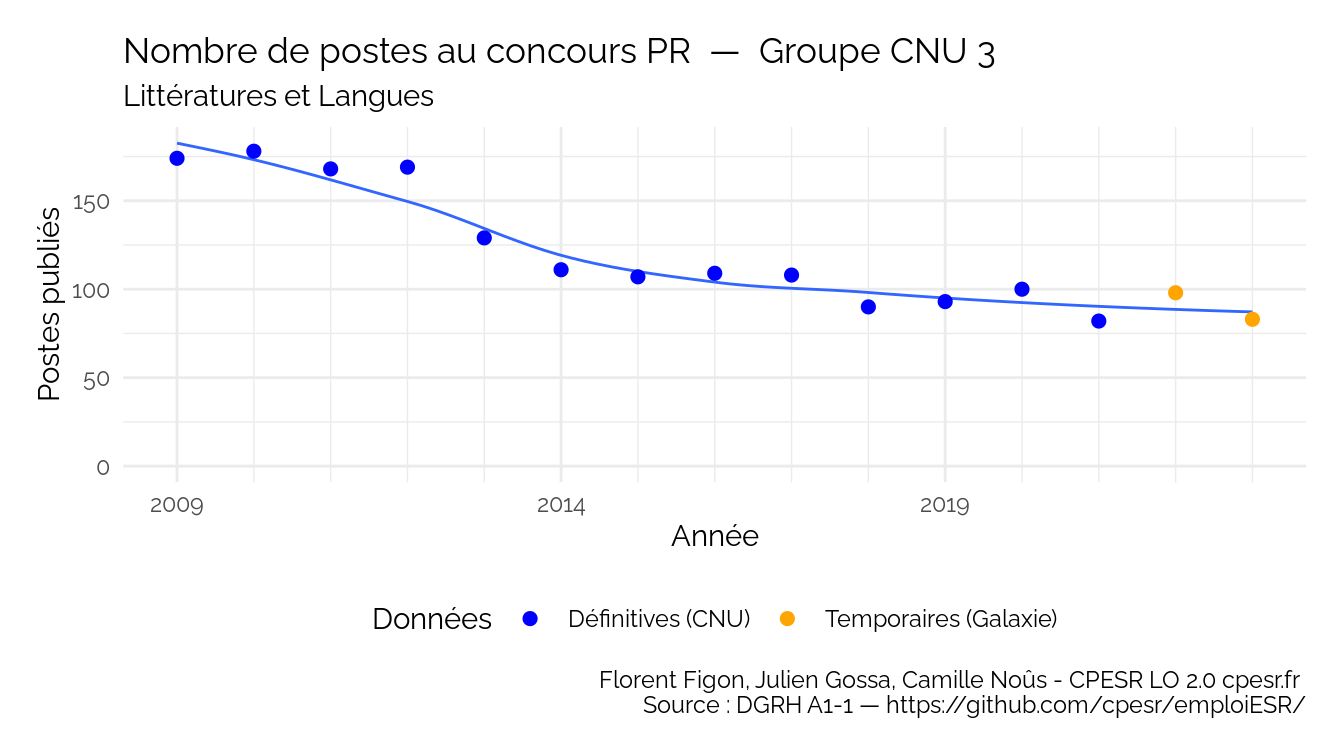 Nombre de postes au concours PR — Groupe CNU 3
Littératures et Langues
Postes publiés
150
100
50
0
2009 2014 2019
Année
Données Définitives (CNU) Temporaires (Galaxie)
Florent Figon, Julien Gossa, Camille Noûs - CPESR LO 2.0 cpesr.fr
Source : DGRH A1-1 — https://github.com/cpesr/emploiESR/